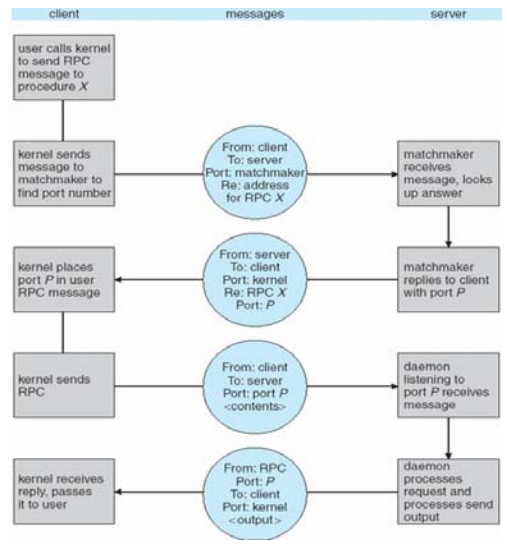 client
messages
server
user calls kernel
to send RPC
message to
procedure X
kernel sends
message to
matchmaker to
find port number
From: client
To: server
Port: matchmaker
Re: address
for RPC X
matchmaker
receives
message, looks
up answer
kernel places
port P in user
RPC message
From: server
To: client
Port: kernel
Re: RPC X
Port: P
matchmaker
replies to client
with port P
kernel sends
RPC
From: client
To: server
Port: port P
<contents>
daemon
listening to
port P receives
message
kernel receives
reply, passes
it to user
From: RPC
Port: P
To: client
Port: kernel
<output>
daemon
processes
request and
processes send
output